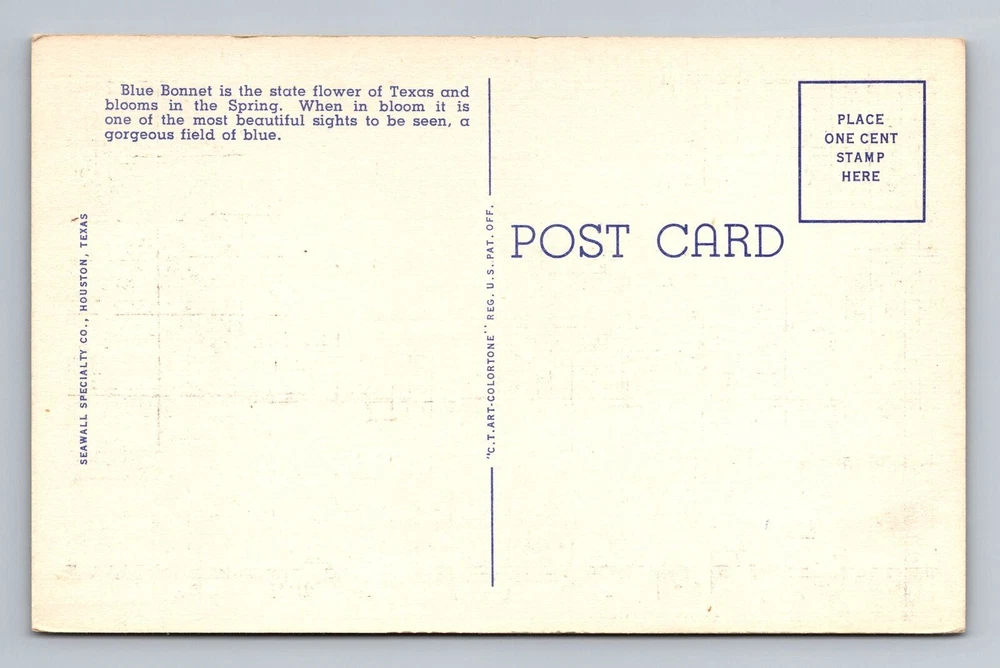 Blue Bonnet is the state flower of Texas and
blooms in the Spring. When in bloom it is
one of the most beautiful sights to be seen, a
gorgeous field of blue.
SEAWALL SPECIALTY CO., HOUSTON, TEXAS
"C.T.ART-COLORTONE" REG. U.S. PAT. OFF.
POST CARD
PLACE
ONE CENT
STAMP
HERE